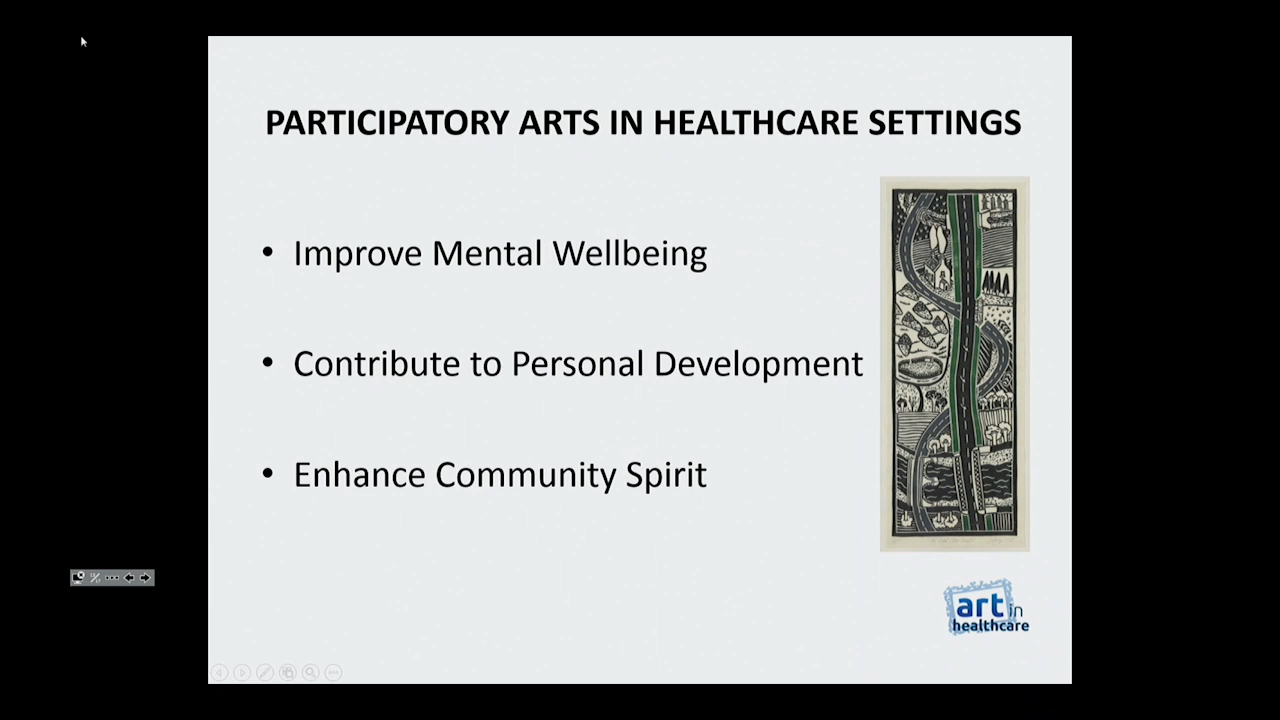 PARTICIPATORY ARTS IN HEALTHCARE SETTINGS
• Improve Mental Wellbeing
• Contribute to Personal Development
• Enhance Community Spirit
art in
healthcare